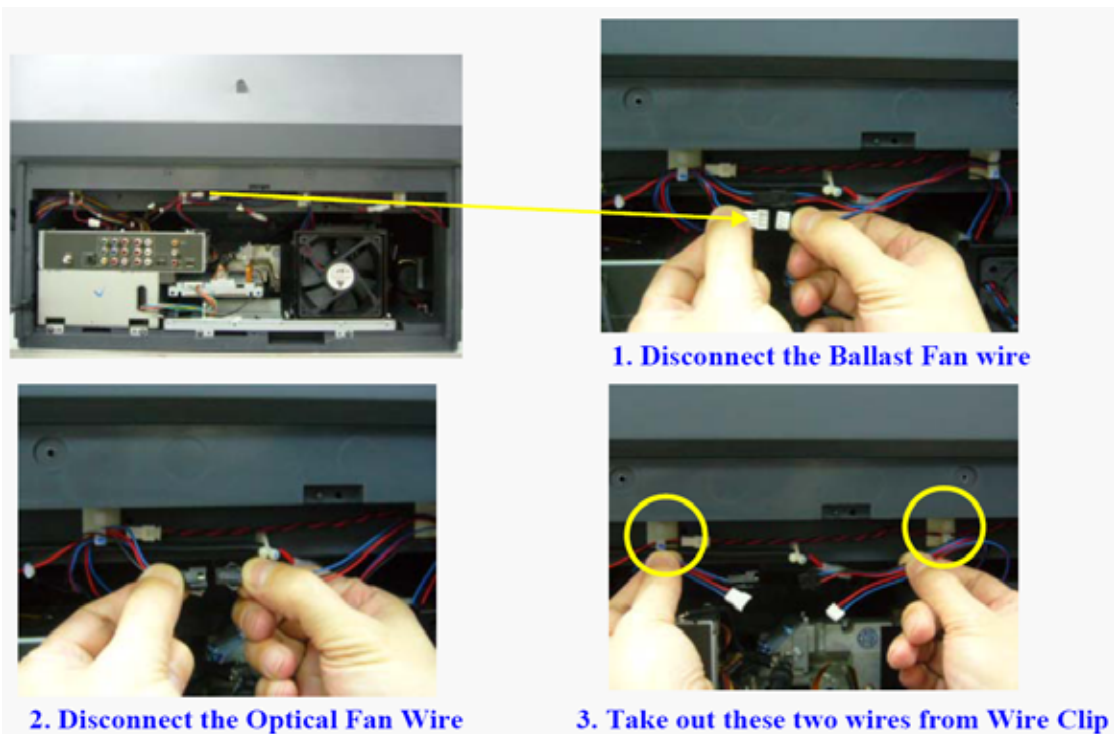 1. Disconnect the Ballast Fan wire
2. Disconnect the Optical Fan Wire
3. Take out these two wires from Wire Clip